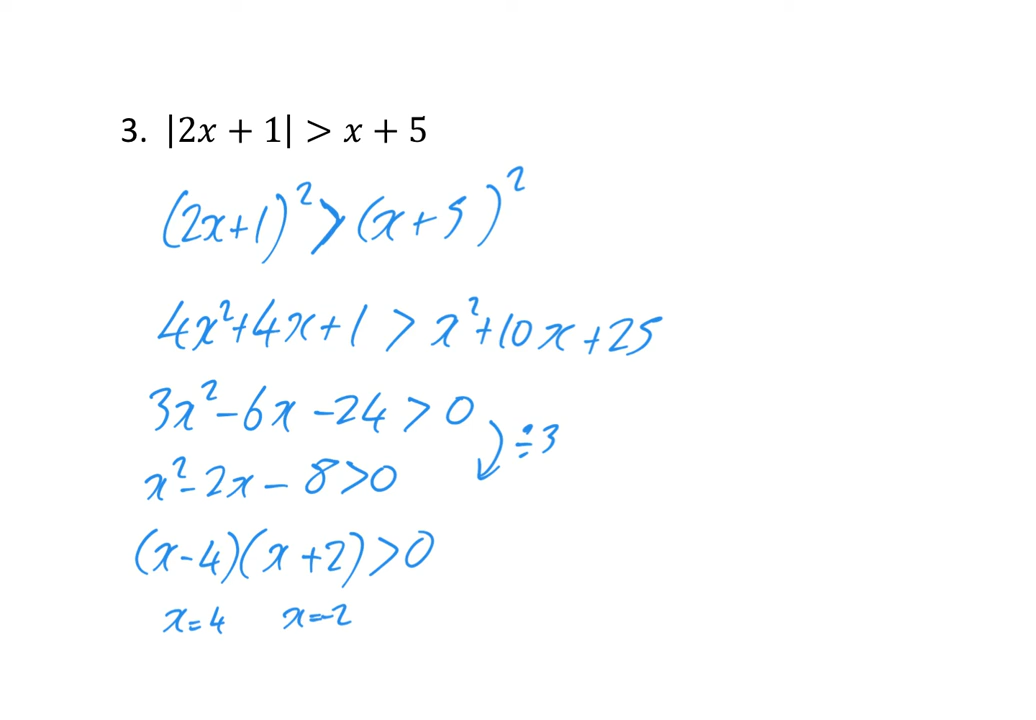 3. |2x + 1| > x + 5
(2x+1)² > (x+5)²
4x²+4x+1 > x²+10x+25
3x²-6x-24>0
÷3
x²-2x-8>0
(x-4)(x+2)>0
x=4 x=-2